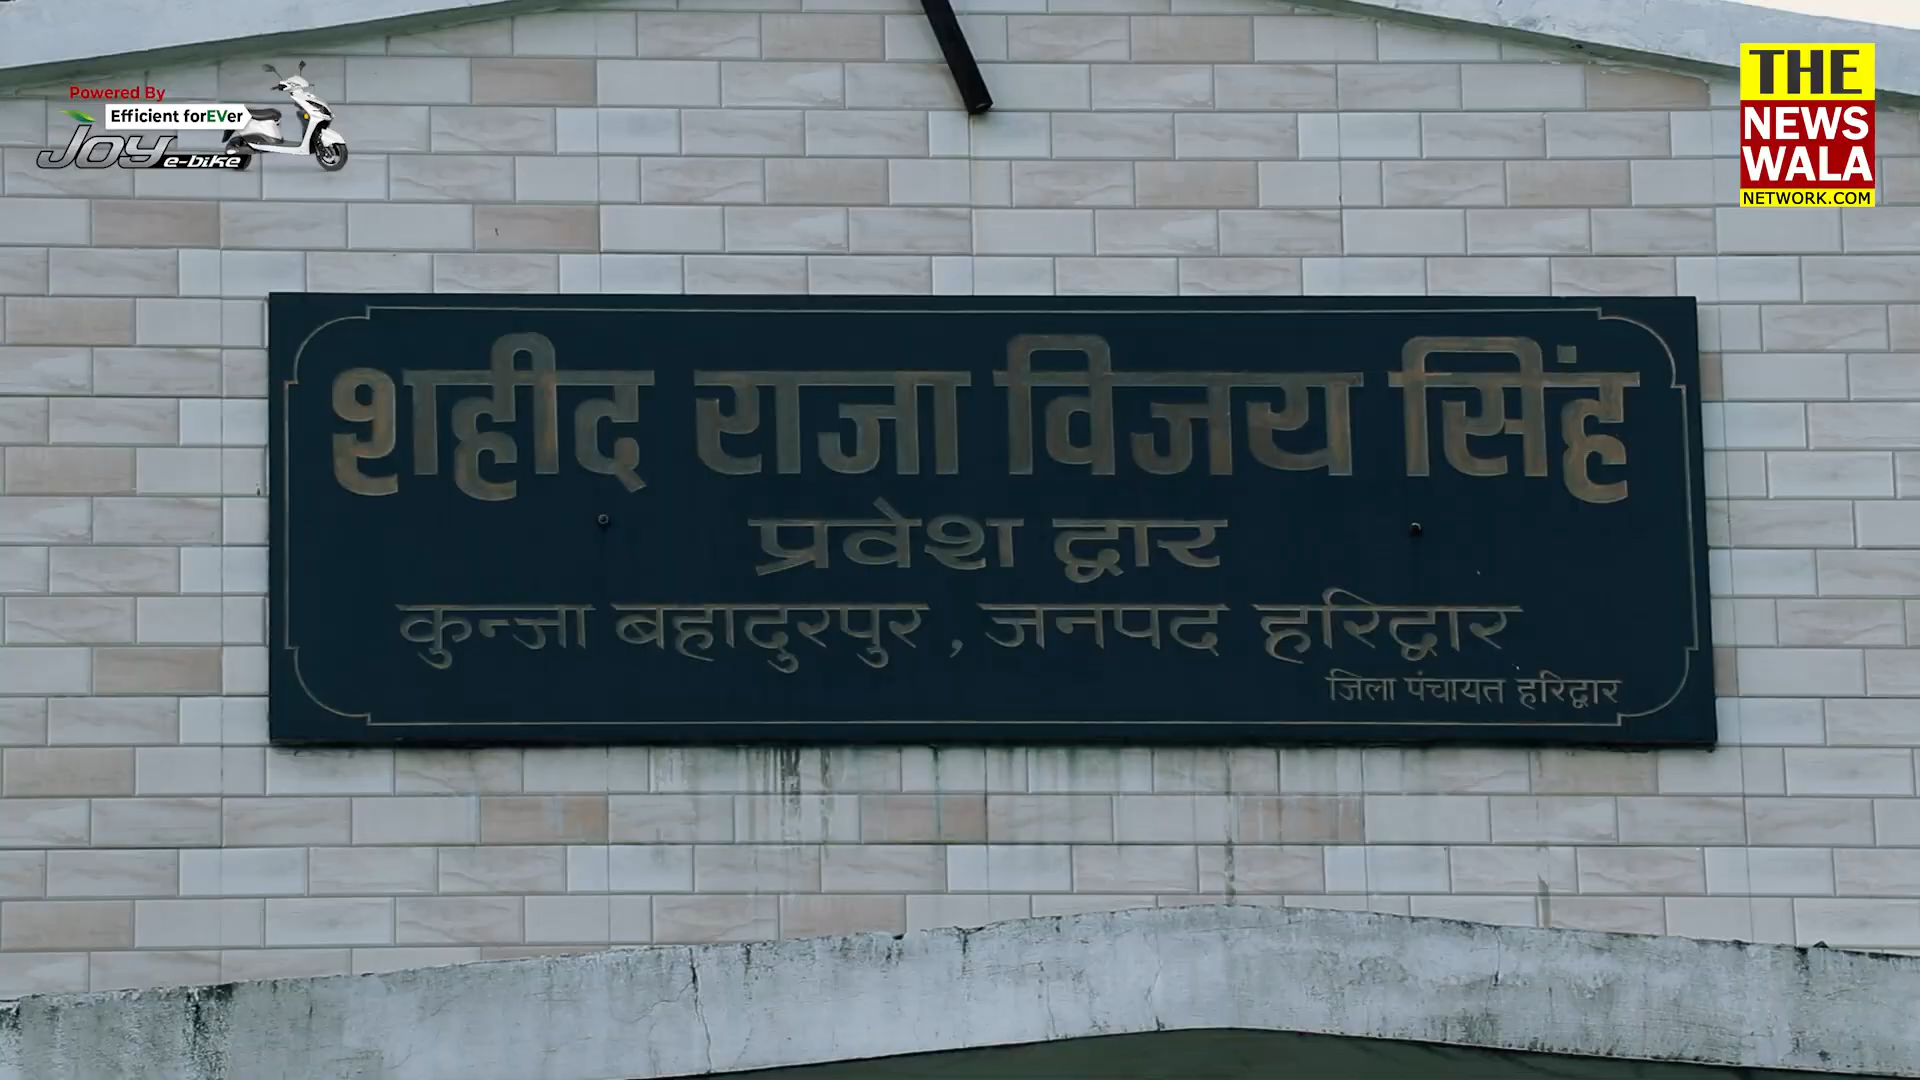 Powered By
Efficient forEVer
Joy e-bike
THE
NEWS
WALA
NETWORK.COM
शहीद राजा विजय सिंह
प्रवेश द्वार
कुन्जा बहादुरपुर , जनपद हरिद्वार
जिला पंचायत हरिद्वार